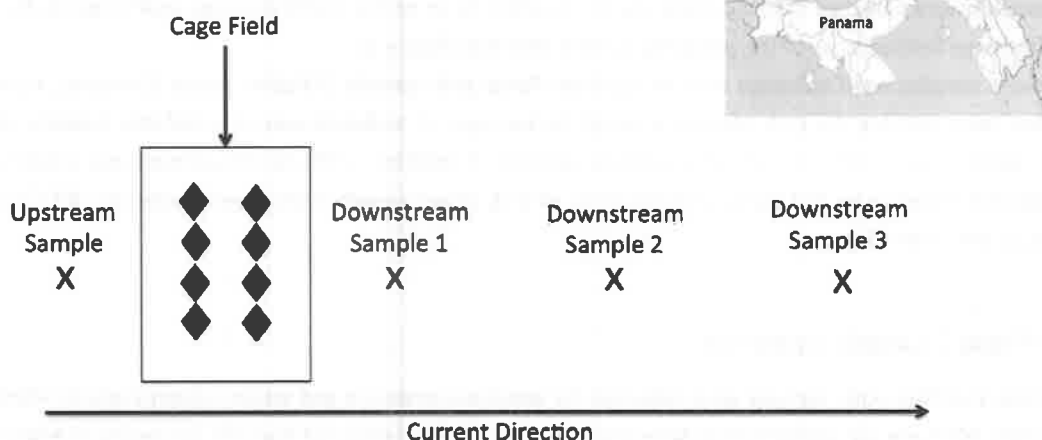 Panama
Cage Field
Upstream
Sample
X
Downstream
Sample 1
X
Downstream
Sample 2
X
Downstream
Sample 3
X
Current Direction